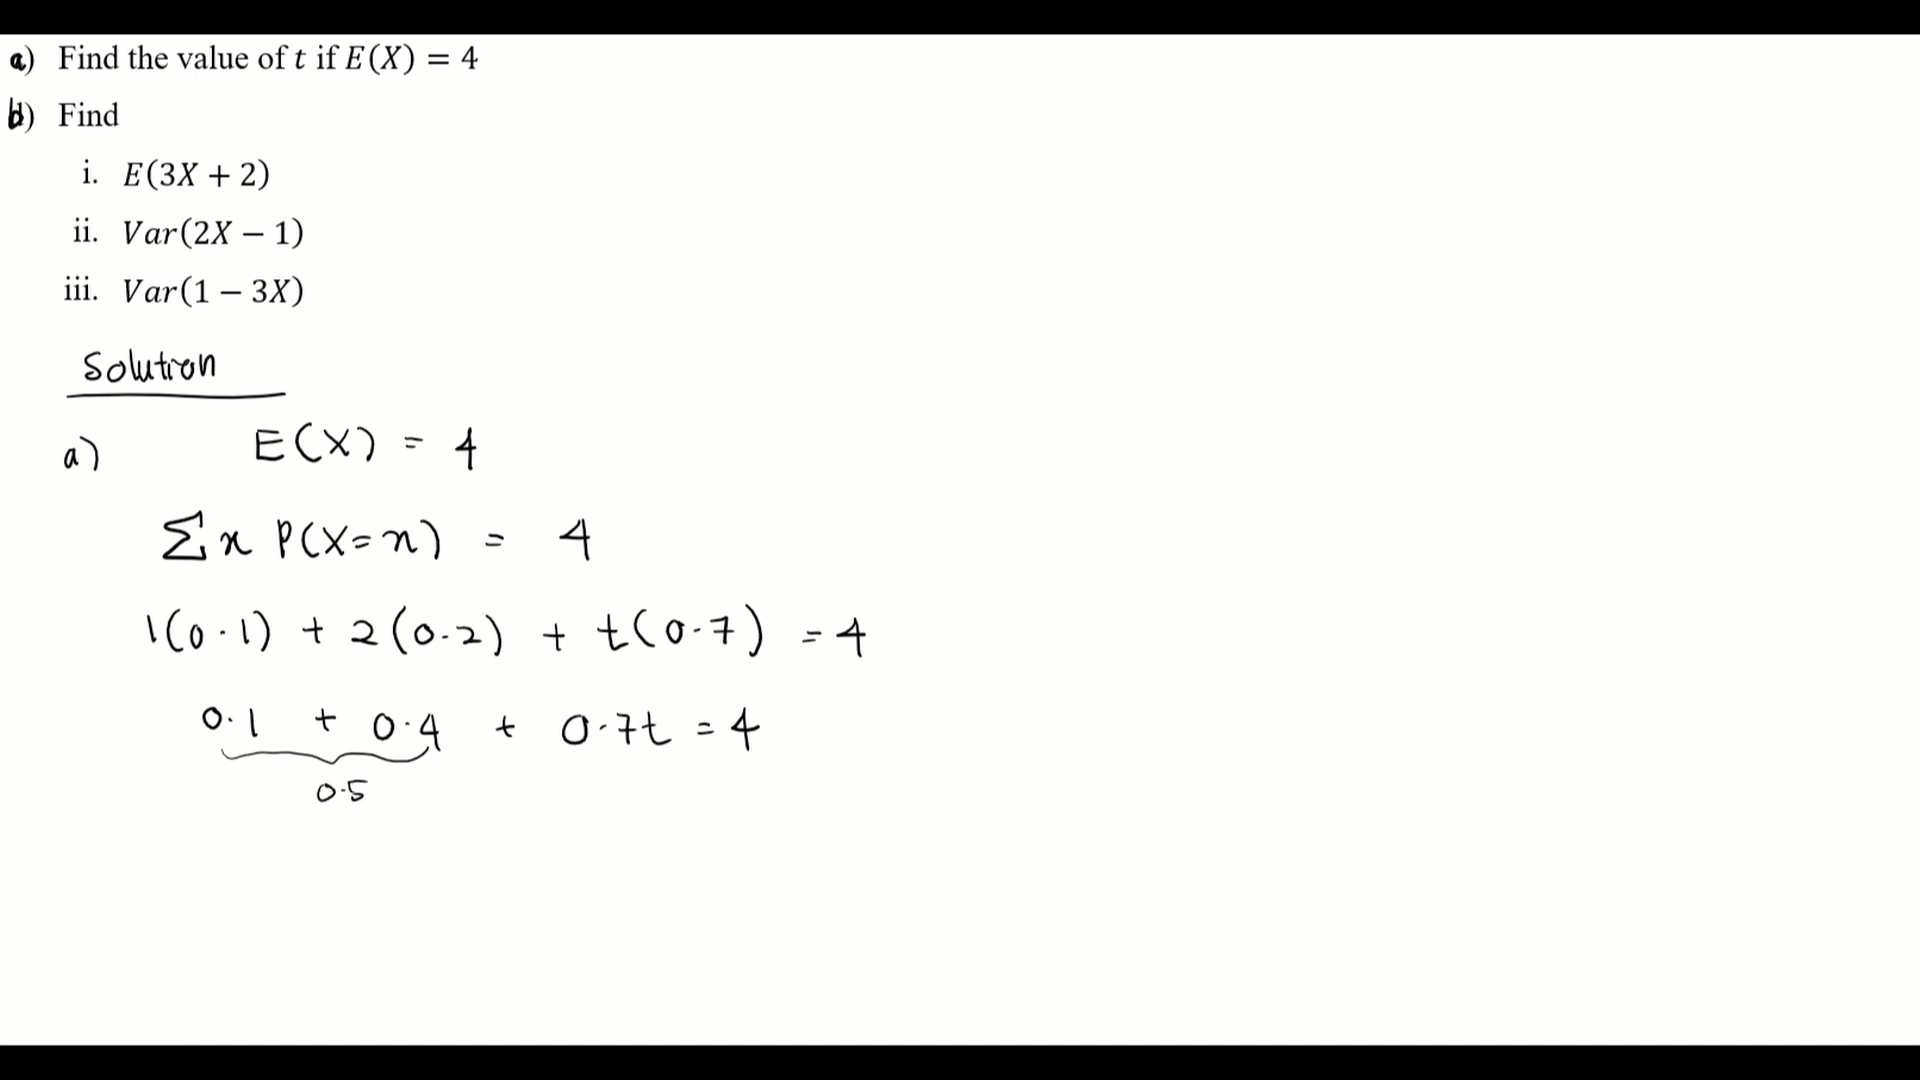 a) Find the value of t if E(X) = 4
b) Find
i. E(3X + 2)
ii. Var(2X − 1)
iii. Var(1 − 3X)
Solution
a) E(X) = 4
Σ x P(X=x) = 4
1(0.1) + 2(0.2) + t(0.7) = 4
0.1 + 0.4 + 0.7t = 4
0.5